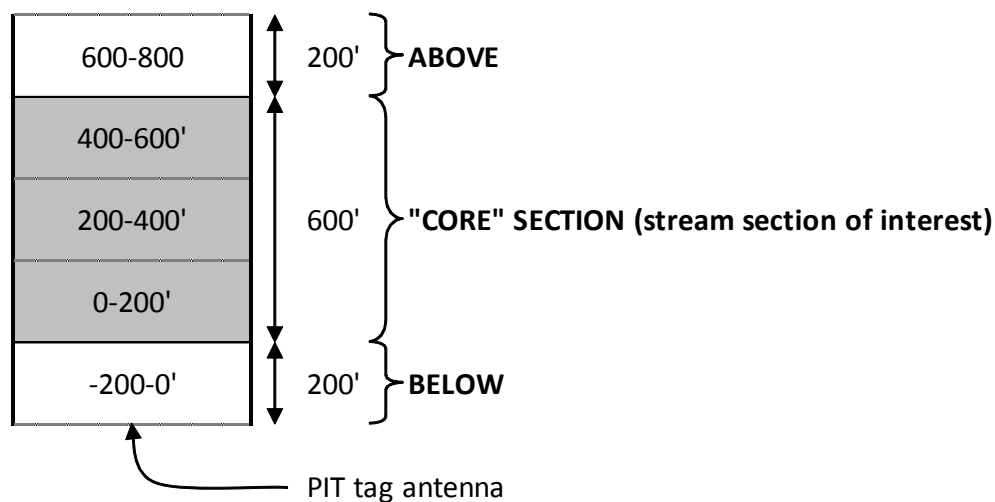 600-800 200' ABOVE
400-600'
200-400' 600' "CORE" SECTION (stream section of interest)
0-200'
-200-0' 200' BELOW
PIT tag antenna